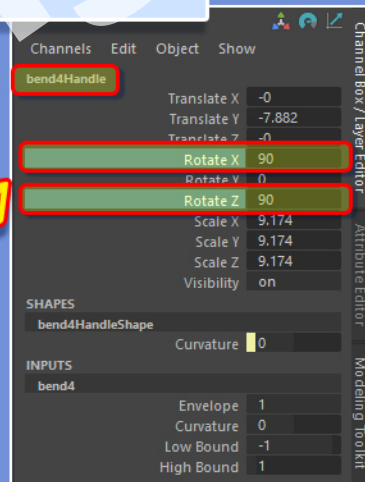 Channels Edit Object Show
bend4Handle
Translate X -0
Translate Y -7.882
Translate Z -0
Rotate X 90
Rotate Y 0
Rotate Z 90
Scale X 9.174
Scale Y 9.174
Scale Z 9.174
Visibility on
SHAPES
bend4HandleShape
Curvature 0
INPUTS
bend4
Envelope 1
Curvature 0
Low Bound -1
High Bound 1
Channel Box / Layer Editor
Attribute Editor
Modeling Toolkit